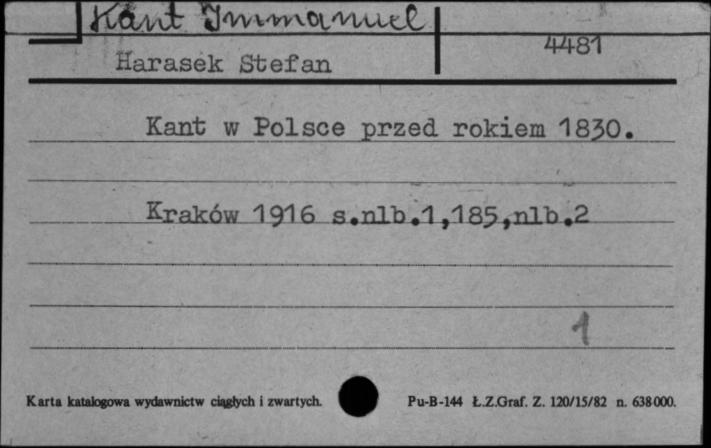 Kant Immanuel
4481
Harasek Stefan
Kant w Polsce przed rokiem 1830.
Kraków 1916 s.nlb.1,185,nlb.2
1
Karta katalogowa wydawnictw ciągłych i zwartych.
Pu-B-144 Ł.Z.Graf. Z. 120/15/82 n. 638000.